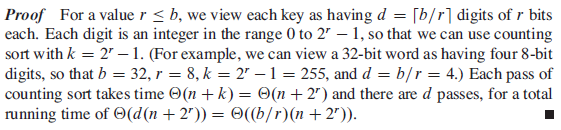 Proof For a value r ≤ b, we view each key as having d = ⌈b/r⌉ digits of r bits
each. Each digit is an integer in the range 0 to 2^r − 1, so that we can use counting
sort with k = 2^r − 1. (For example, we can view a 32-bit word as having four 8-bit
digits, so that b = 32, r = 8, k = 2^r − 1 = 255, and d = b/r = 4.) Each pass of
counting sort takes time Θ(n + k) = Θ(n + 2^r) and there are d passes, for a total
running time of Θ(d(n + 2^r)) = Θ((b/r)(n + 2^r)). ■